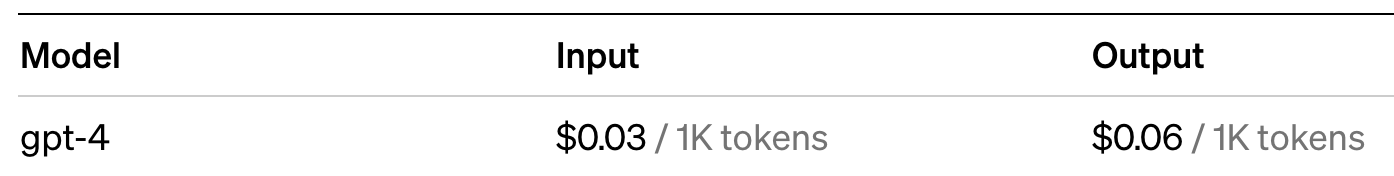 Model Input Output
gpt-4 $0.03 / 1K tokens $0.06 / 1K tokens